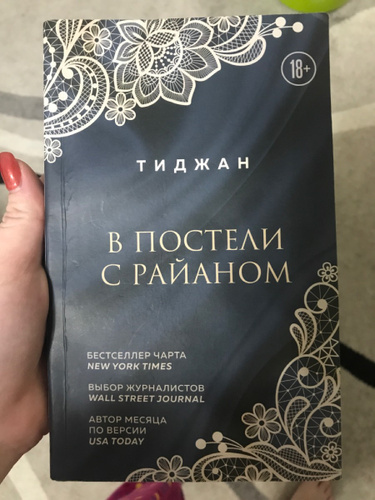 18+
ТИДЖАН
В ПОСТЕЛИ
С РАЙАНОМ
БЕСТСЕЛЛЕР ЧАРТА
NEW YORK TIMES
ВЫБОР ЖУРНАЛИСТОВ
WALL STREET JOURNAL
АВТОР МЕСЯЦА
ПО ВЕРСИИ
USA TODAY